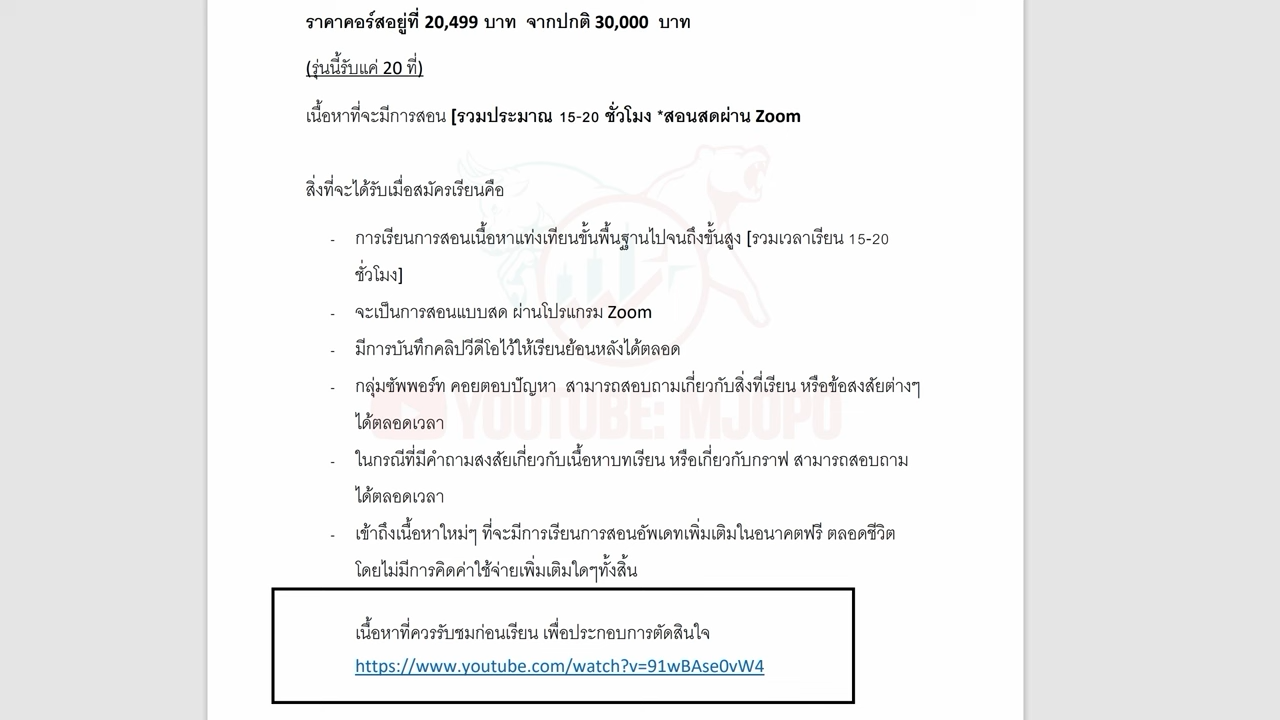 ราคาคอร์สอยู่ที่ 20,499 บาท จากปกติ 30,000 บาท
(รุ่นนี้รับแค่ 20 ที่)
เนื้อหาที่จะมีการสอน [รวมประมาณ 15-20 ชั่วโมง *สอนสดผ่าน Zoom
สิ่งที่จะได้รับเมื่อสมัครเรียนคือ
- การเรียนการสอนเนื้อหาแท่งเทียนขั้นพื้นฐานไปจนถึงขั้นสูง [รวมเวลาเรียน 15-20
ชั่วโมง]
- จะเป็นการสอนแบบสด ผ่านโปรแกรม Zoom
- มีการบันทึกคลิปวีดีโอไว้ให้เรียนย้อนหลังได้ตลอด
- กลุ่มซัพพอร์ท คอยตอบปัญหา สามารถสอบถามเกี่ยวกับสิ่งที่เรียน หรือข้อสงสัยต่างๆ
ได้ตลอดเวลา
YOUTUBE: MJOPO
- ในกรณีที่มีคำถามสงสัยเกี่ยวกับเนื้อหาบทเรียน หรือเกี่ยวกับกราฟ สามารถสอบถาม
ได้ตลอดเวลา
- เข้าถึงเนื้อหาใหม่ๆ ที่จะมีการเรียนการสอนอัพเดทเพิ่มเติมในอนาคตฟรี ตลอดชีวิต
โดยไม่มีการคิดค่าใช้จ่ายเพิ่มเติมใดๆทั้งสิ้น
เนื้อหาที่ควรรับชมก่อนเรียน เพื่อประกอบการตัดสินใจ
https://www.youtube.com/watch?v=91wBAse0vW4